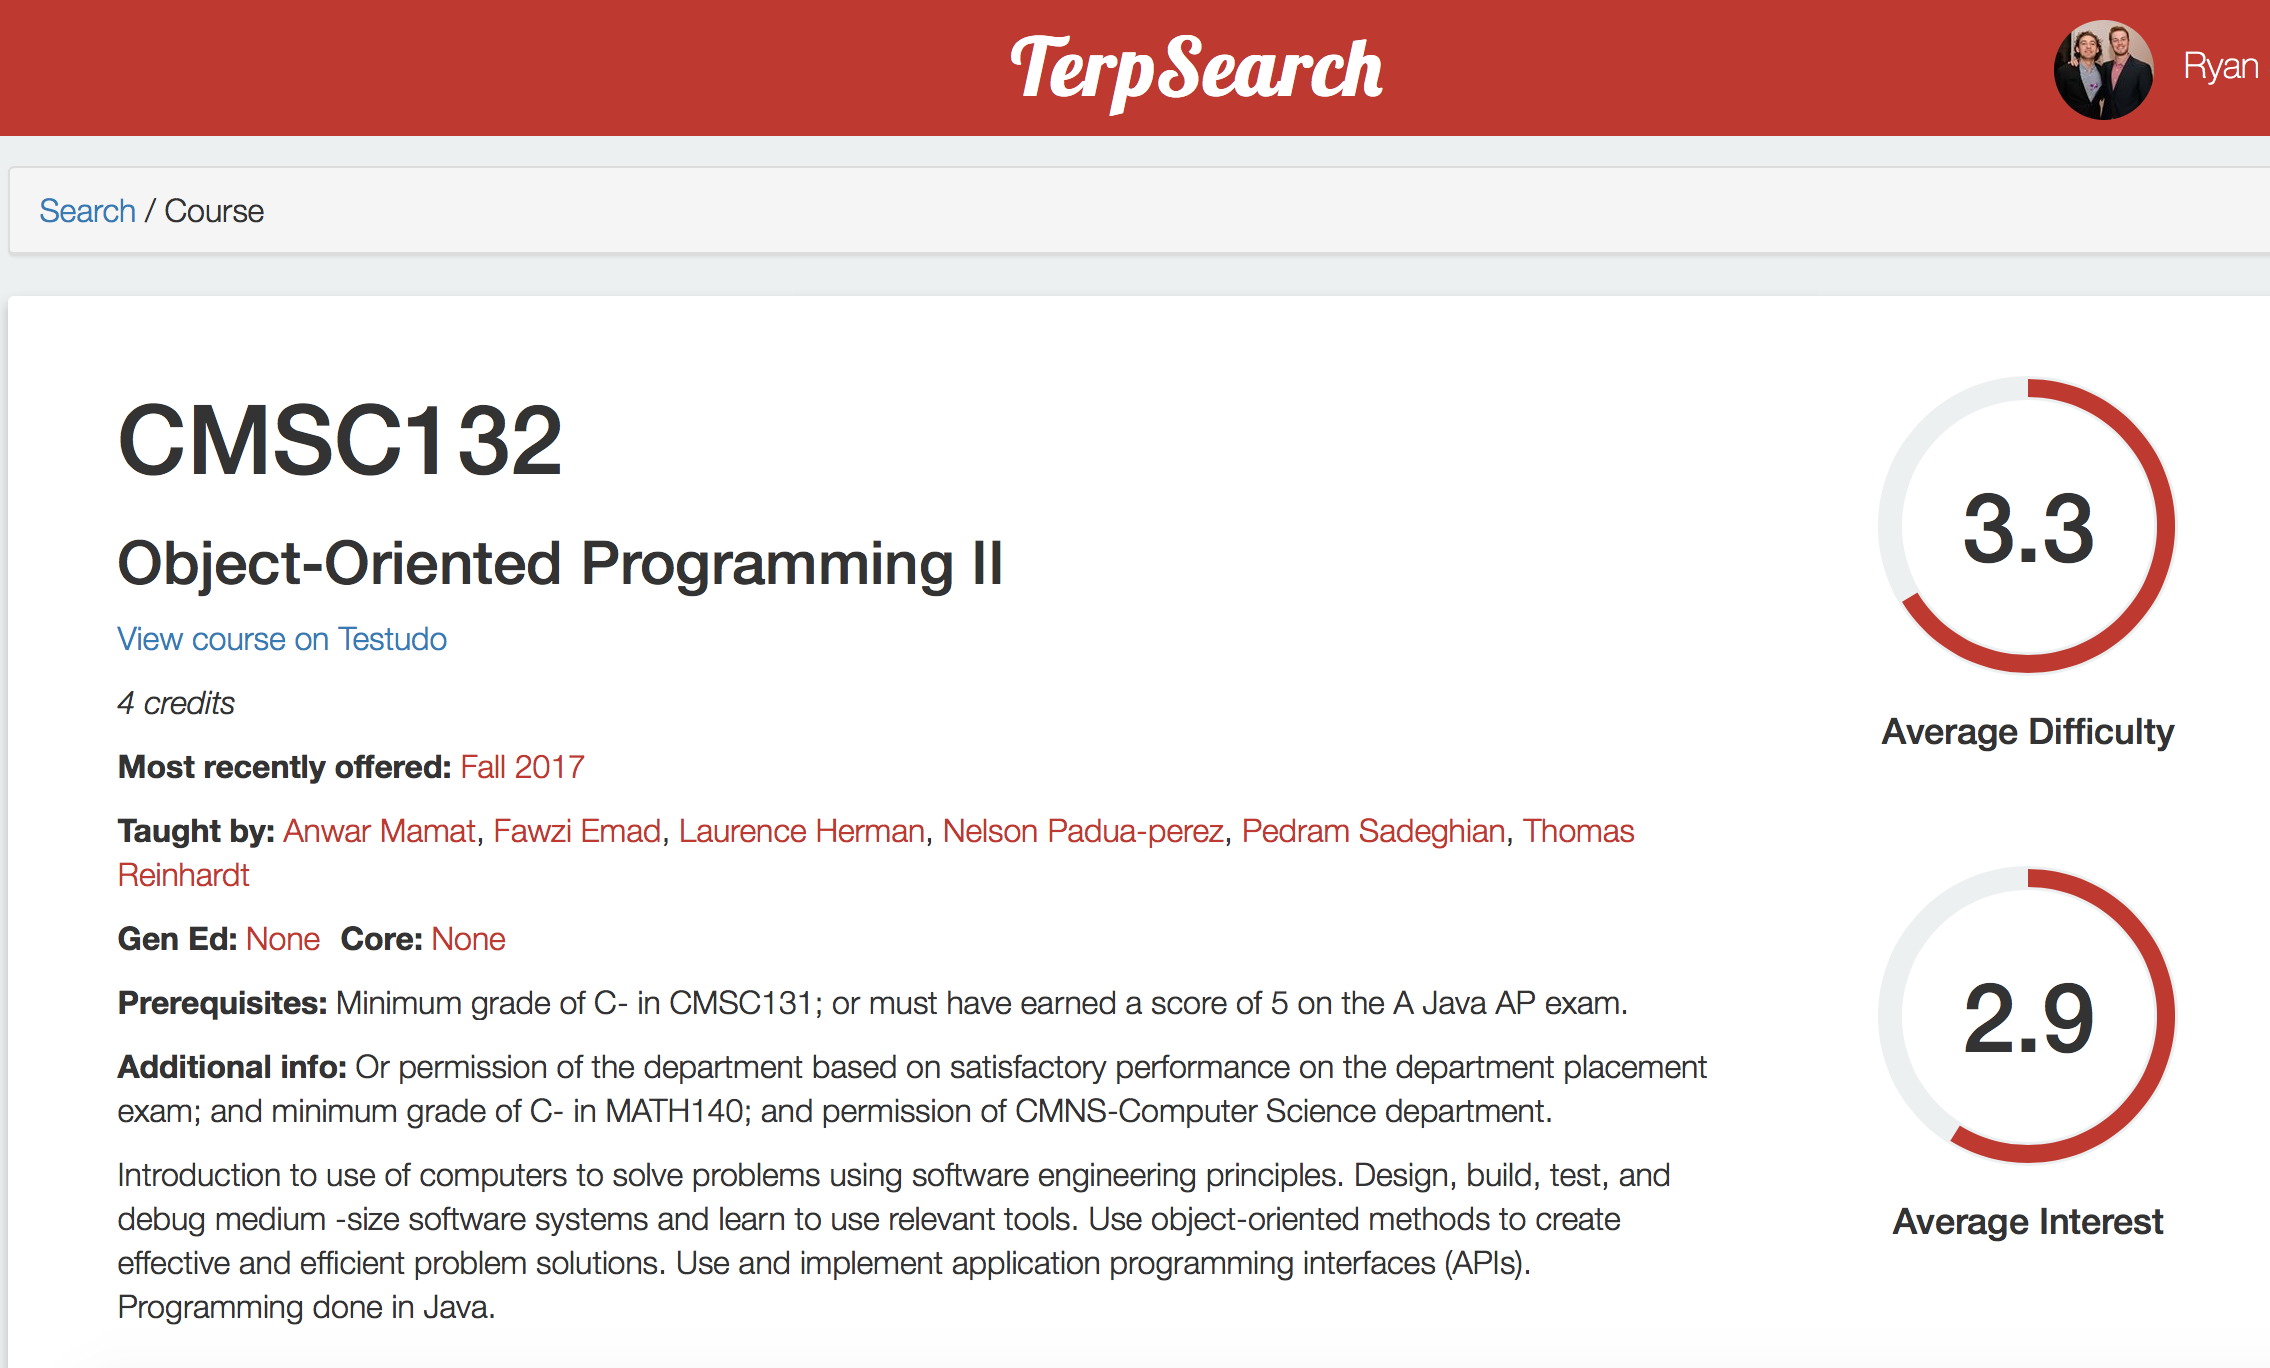 TerpSearch
Ryan
Search / Course
CMSC132
Object-Oriented Programming II
View course on Testudo
4 credits
Most recently offered: Fall 2017
Taught by: Anwar Mamat, Fawzi Emad, Laurence Herman, Nelson Padua-perez, Pedram Sadeghian, Thomas
Reinhardt
Gen Ed: None Core: None
Prerequisites: Minimum grade of C- in CMSC131; or must have earned a score of 5 on the A Java AP exam.
Additional info: Or permission of the department based on satisfactory performance on the department placement
exam; and minimum grade of C- in MATH140; and permission of CMNS-Computer Science department.
Introduction to use of computers to solve problems using software engineering principles. Design, build, test, and
debug medium -size software systems and learn to use relevant tools. Use object-oriented methods to create
effective and efficient problem solutions. Use and implement application programming interfaces (APIs).
Programming done in Java.
3.3
Average Difficulty
2.9
Average Interest